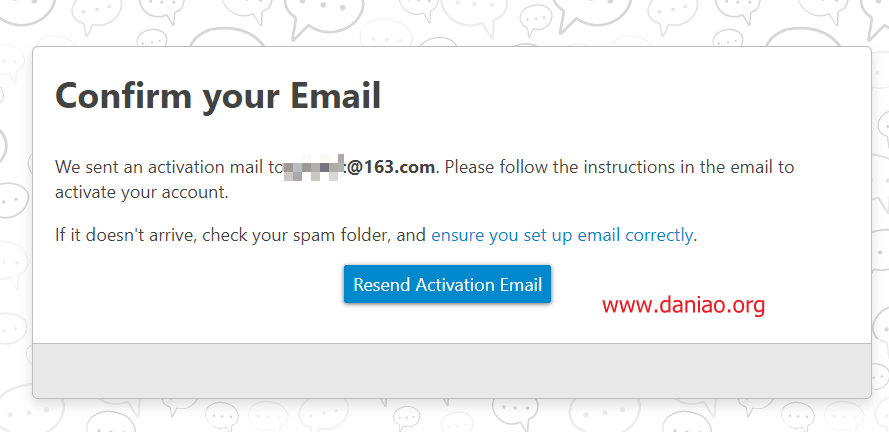 Confirm your Email
We sent an activation mail to :@163.com. Please follow the instructions in the email to
activate your account.
If it doesn't arrive, check your spam folder, and ensure you set up email correctly.
Resend Activation Email
www.daniao.org